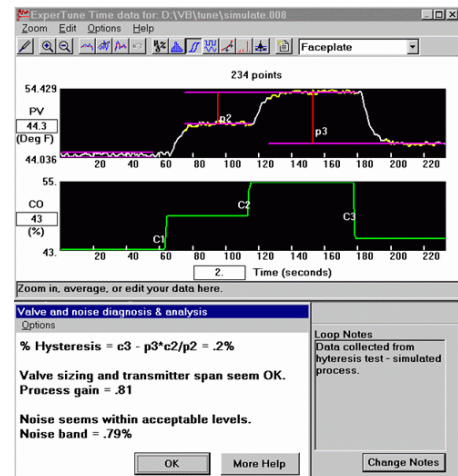 ExperTune Time data for: D:\VB\tune\simulate.008
Zoom Edit Options Help
Faceplate
234 points
54.429
PV
44.3
(Deg F)
44.036
p2
p3
20 40 60 80 100 120 140 160 180 200 220
55.
CO
43
(%)
43.
C1
C2
C3
20 40 60 80 100 120 140 160 180 200 220
2. Time (seconds)
Zoom in, average, or edit your data here.
Valve and noise diagnosis & analysis
Options
% Hysteresis = c3 - p3*c2/p2 = .2%
Valve sizing and transmitter span seem OK.
Process gain = .81
Noise seems within acceptable levels.
Noise band = .79%
OK More Help
Loop Notes
Data collected from
hyteresis test - simulated
process.
Change Notes